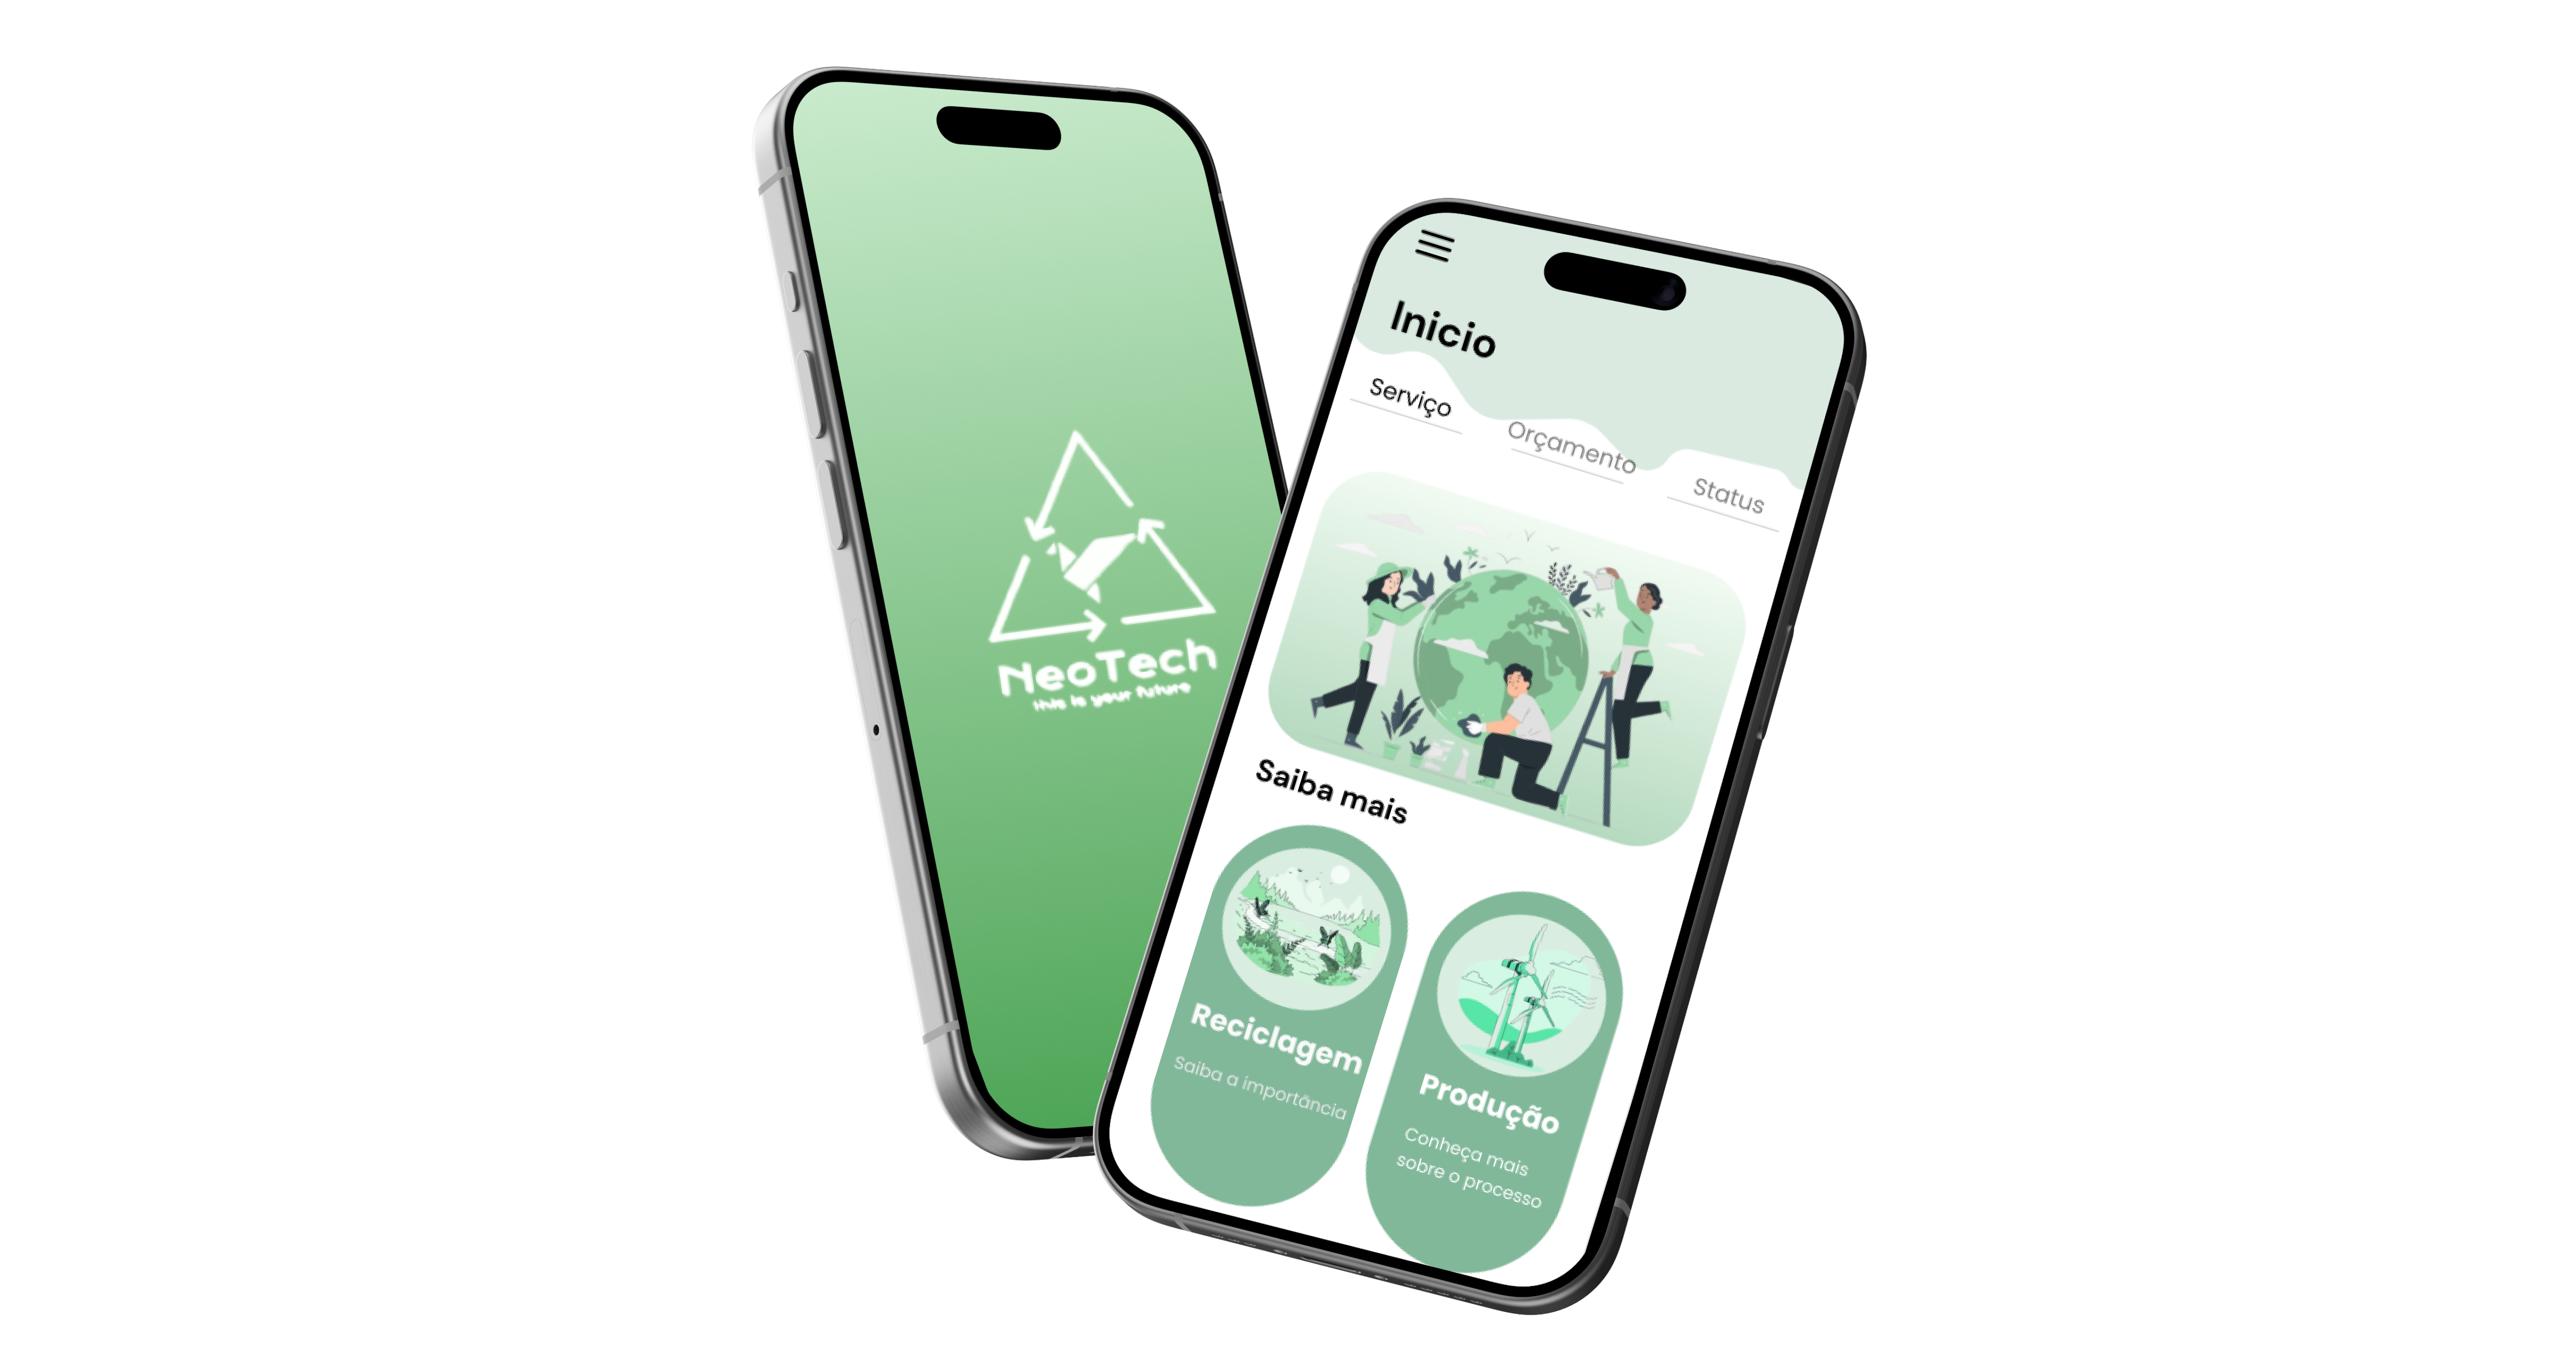 NeoTech
this is your future
Inicio
Serviço
Orçamento
Status
Saiba mais
Reciclagem
Saiba a importância
Produção
Conheça mais
sobre o processo